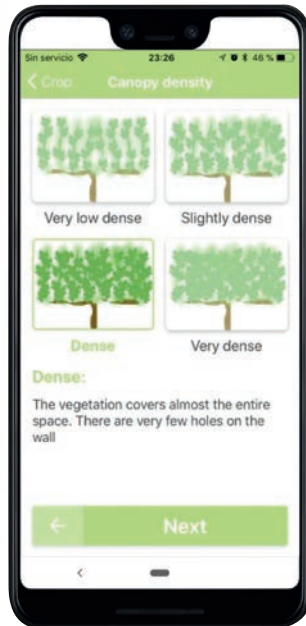 Sin servicio 23:26 46 %
Crop Canopy density
Very low dense Slightly dense
Dense Very dense
Dense:
The vegetation covers almost the entire
space. There are very few holes on the
wall
Next